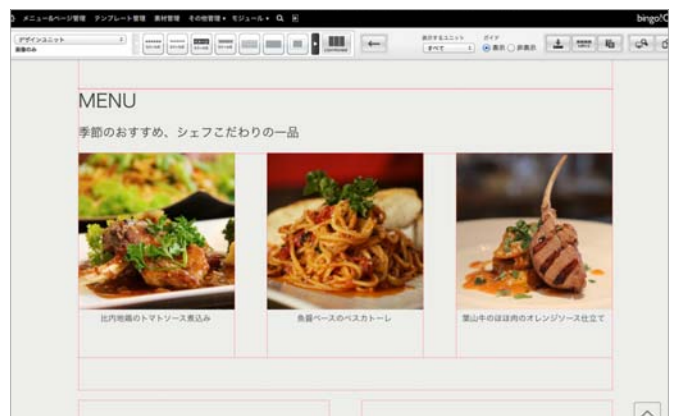 メニュー&ページ管理 テンプレート管理 素材管理 その他管理 モジュール
bingo!C
デザインユニット
画像のみ
表示するユニット
すべて
ガイド
表示 非表示
MENU
季節のおすすめ、シェフこだわりの一品
比内地鶏のトマトソース煮込み
魚醤ベースのペスカトーレ
葉山牛のほほ肉のオレンジソース仕立て